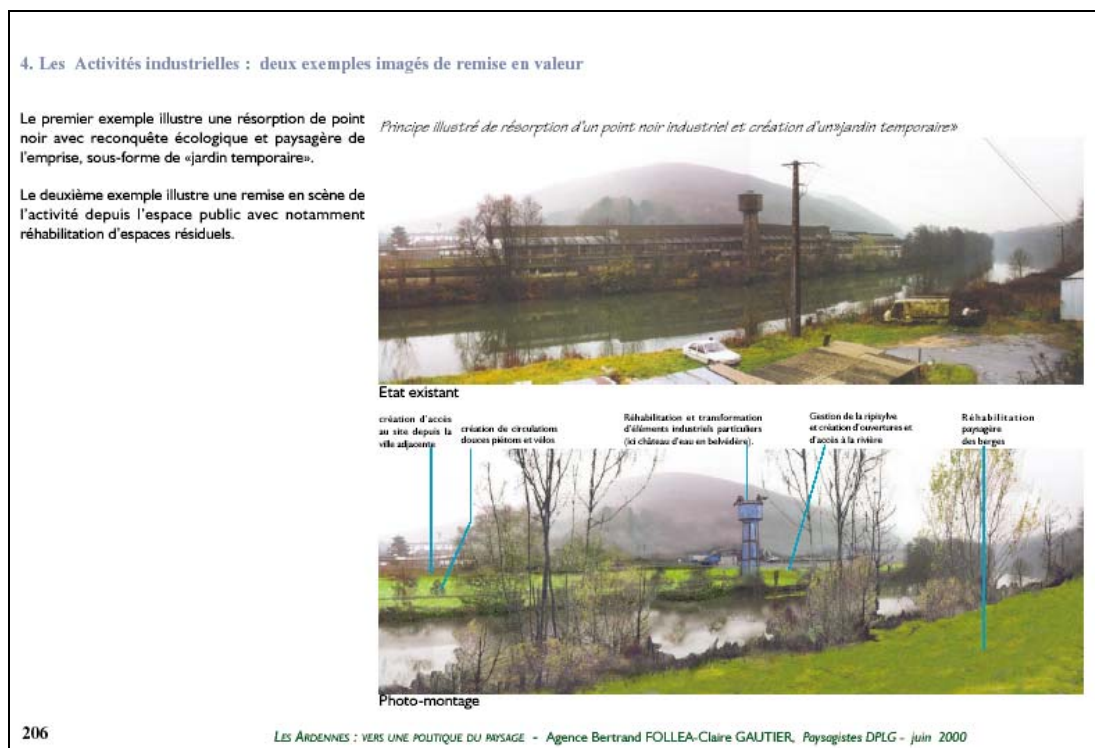 4. Les Activités industrielles : deux exemples imagés de remise en valeur
Le premier exemple illustre une résorption de point
noir avec reconquête écologique et paysagère de
l'emprise, sous-forme de «jardin temporaire».
Le deuxième exemple illustre une remise en scène de
l'activité depuis l'espace public avec notamment
réhabilitation d'espaces résiduels.
Principe illustré de résorption d'un point noir industriel et création d'un»jardin temporaire»
Etat existant
création d'accès
au site depuis la
ville adjacente
création de circulations
douces piétons et vélos
Réhabilitation et transformation
d'éléments industriels particuliers
(ici château d'eau en belvédère).
Gestion de la ripisylve
et création d'ouvertures et
d'accès à la rivière
Réhabilitation
paysagère
des berges
Photo-montage
206
LES ARDENNES : VERS UNE POLITIQUE DU PAYSAGE - Agence Bertrand FOLLEA-Claire GAUTIER, Paysagistes DPLG - juin 2000